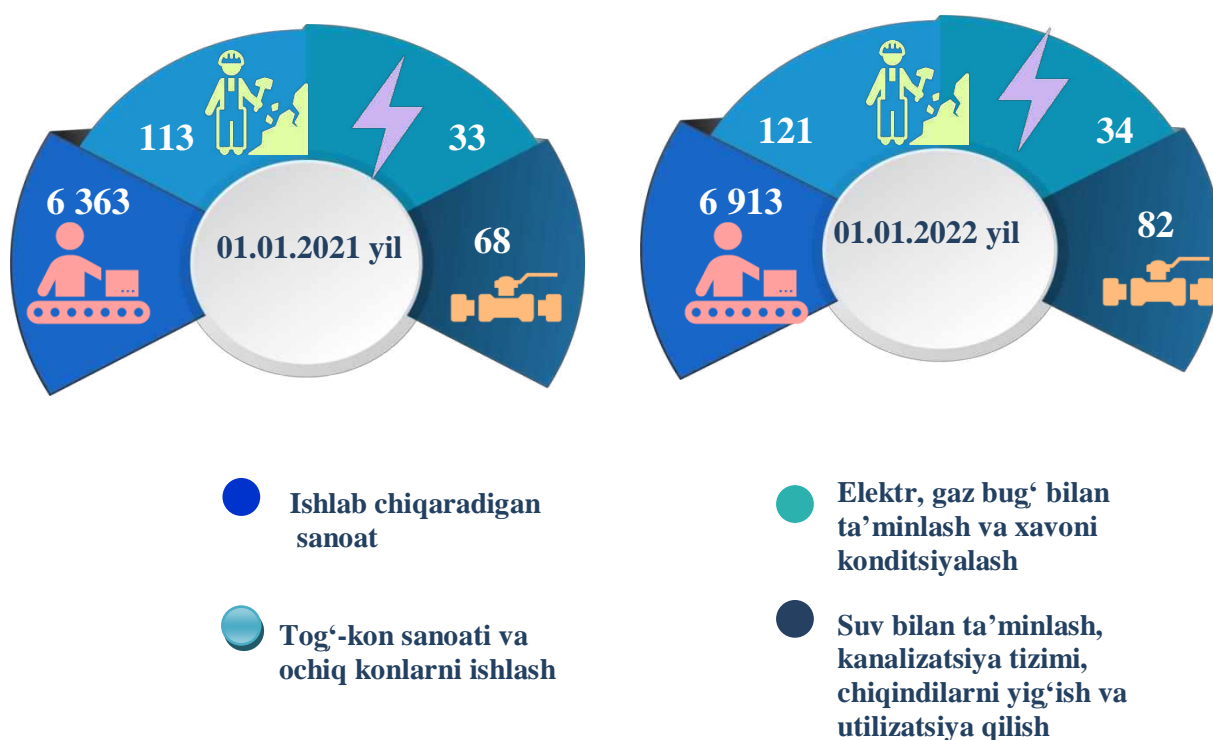 113
33
6 363
68
01.01.2021 yil
121
34
6 913
82
01.01.2022 yil
Ishlab chiqaradigan
sanoat
Tog‘-kon sanoati va
ochiq konlarni ishlash
Elektr, gaz bug‘ bilan
ta’minlash va xavoni
konditsiyalash
Suv bilan ta’minlash,
kanalizatsiya tizimi,
chiqindilarni yig‘ish va
utilizatsiya qilish